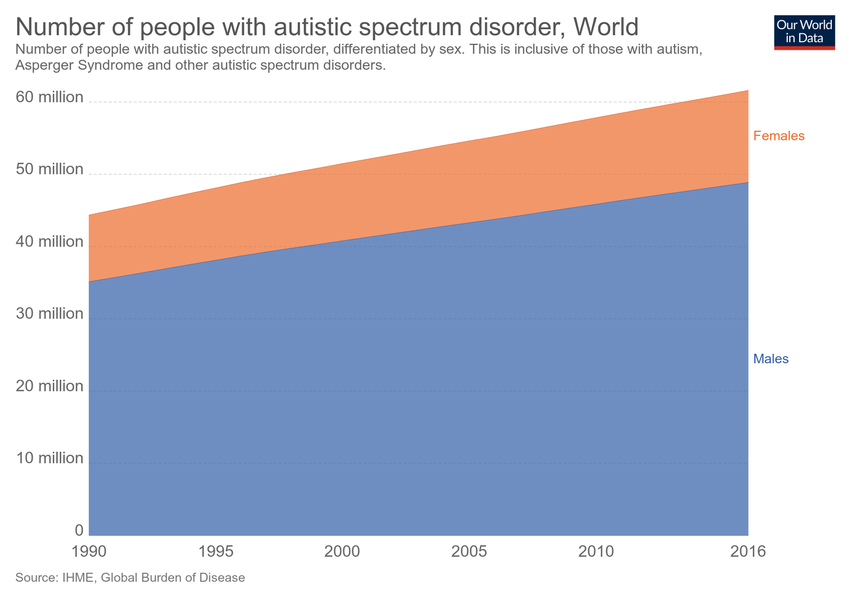 Number of people with autistic spectrum disorder, World
Our World
in Data
Number of people with autistic spectrum disorder, differentiated by sex. This is inclusive of those with autism,
Asperger Syndrome and other autistic spectrum disorders.
60 million
Females
50 million
40 million
30 million
Males
20 million
10 million
0
1990 1995 2000 2005 2010 2016
Source: IHME, Global Burden of Disease